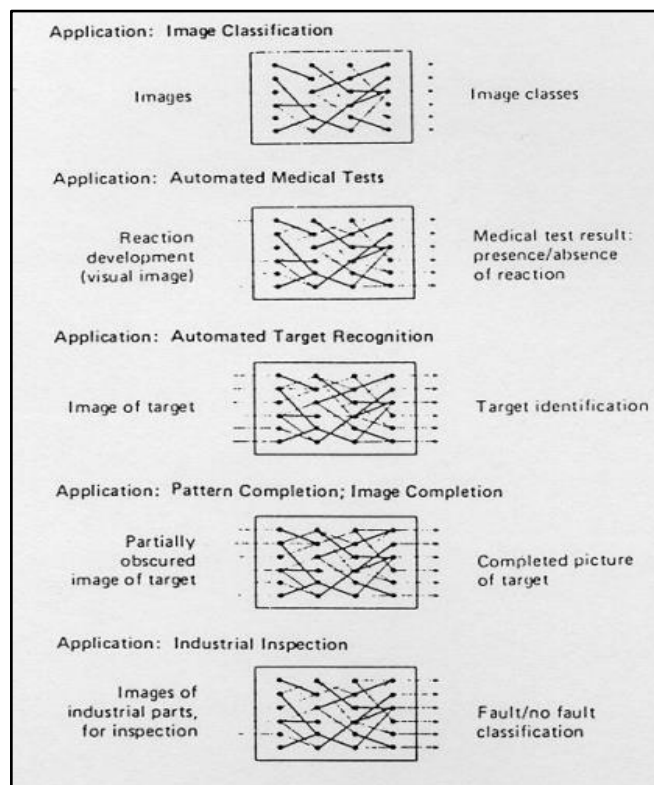 Application: Image Classification
Images
Image classes
Application: Automated Medical Tests
Reaction
development
(visual image)
Medical test result:
presence/absence
of reaction
Application: Automated Target Recognition
Image of target
Target identification
Application: Pattern Completion; Image Completion
Partially
obscured
image of target
Completed picture
of target
Application: Industrial Inspection
Images of
industrial parts,
for inspection
Fault/no fault
classification